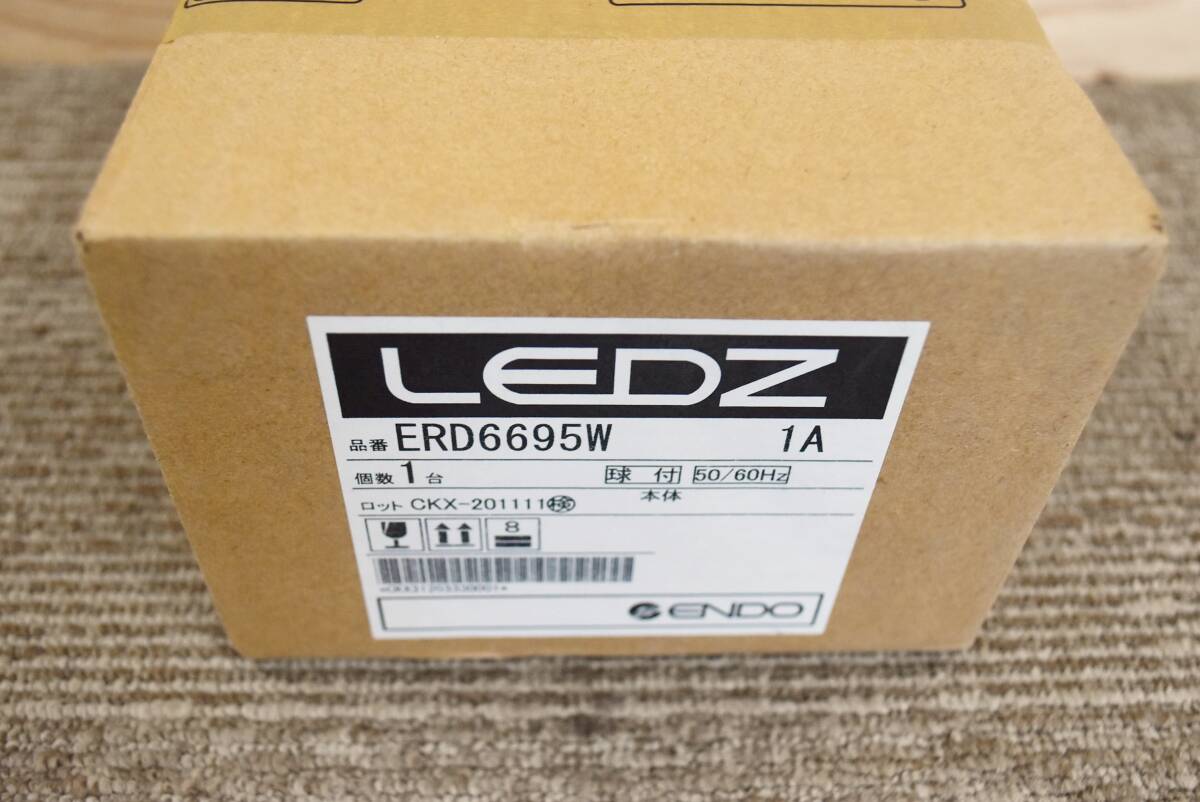 LEDZ
品番 ERD6695W 1A
個数 1 台 球 付 50/60Hz
本体
ロット CKX-201111 検
8
ENDO